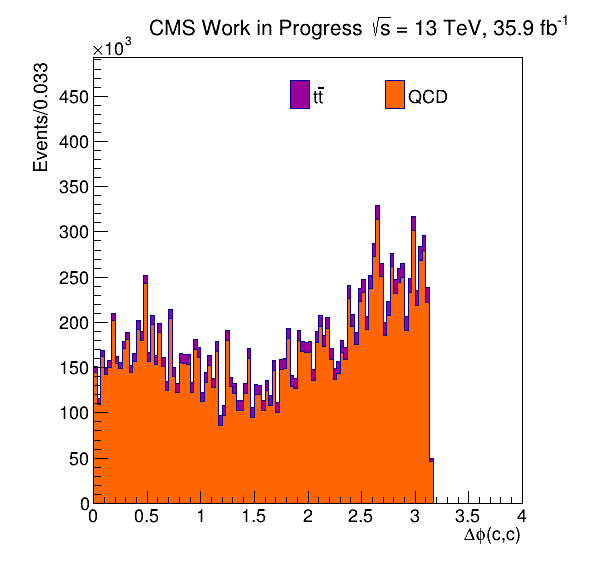 CMS Work in Progress √s = 13 TeV, 35.9 fb⁻¹
×10³
Events/0.033
tt̄
QCD
450
400
350
300
250
200
150
100
50
0
0 0.5 1 1.5 2 2.5 3 3.5 4
Δϕ(c,c)